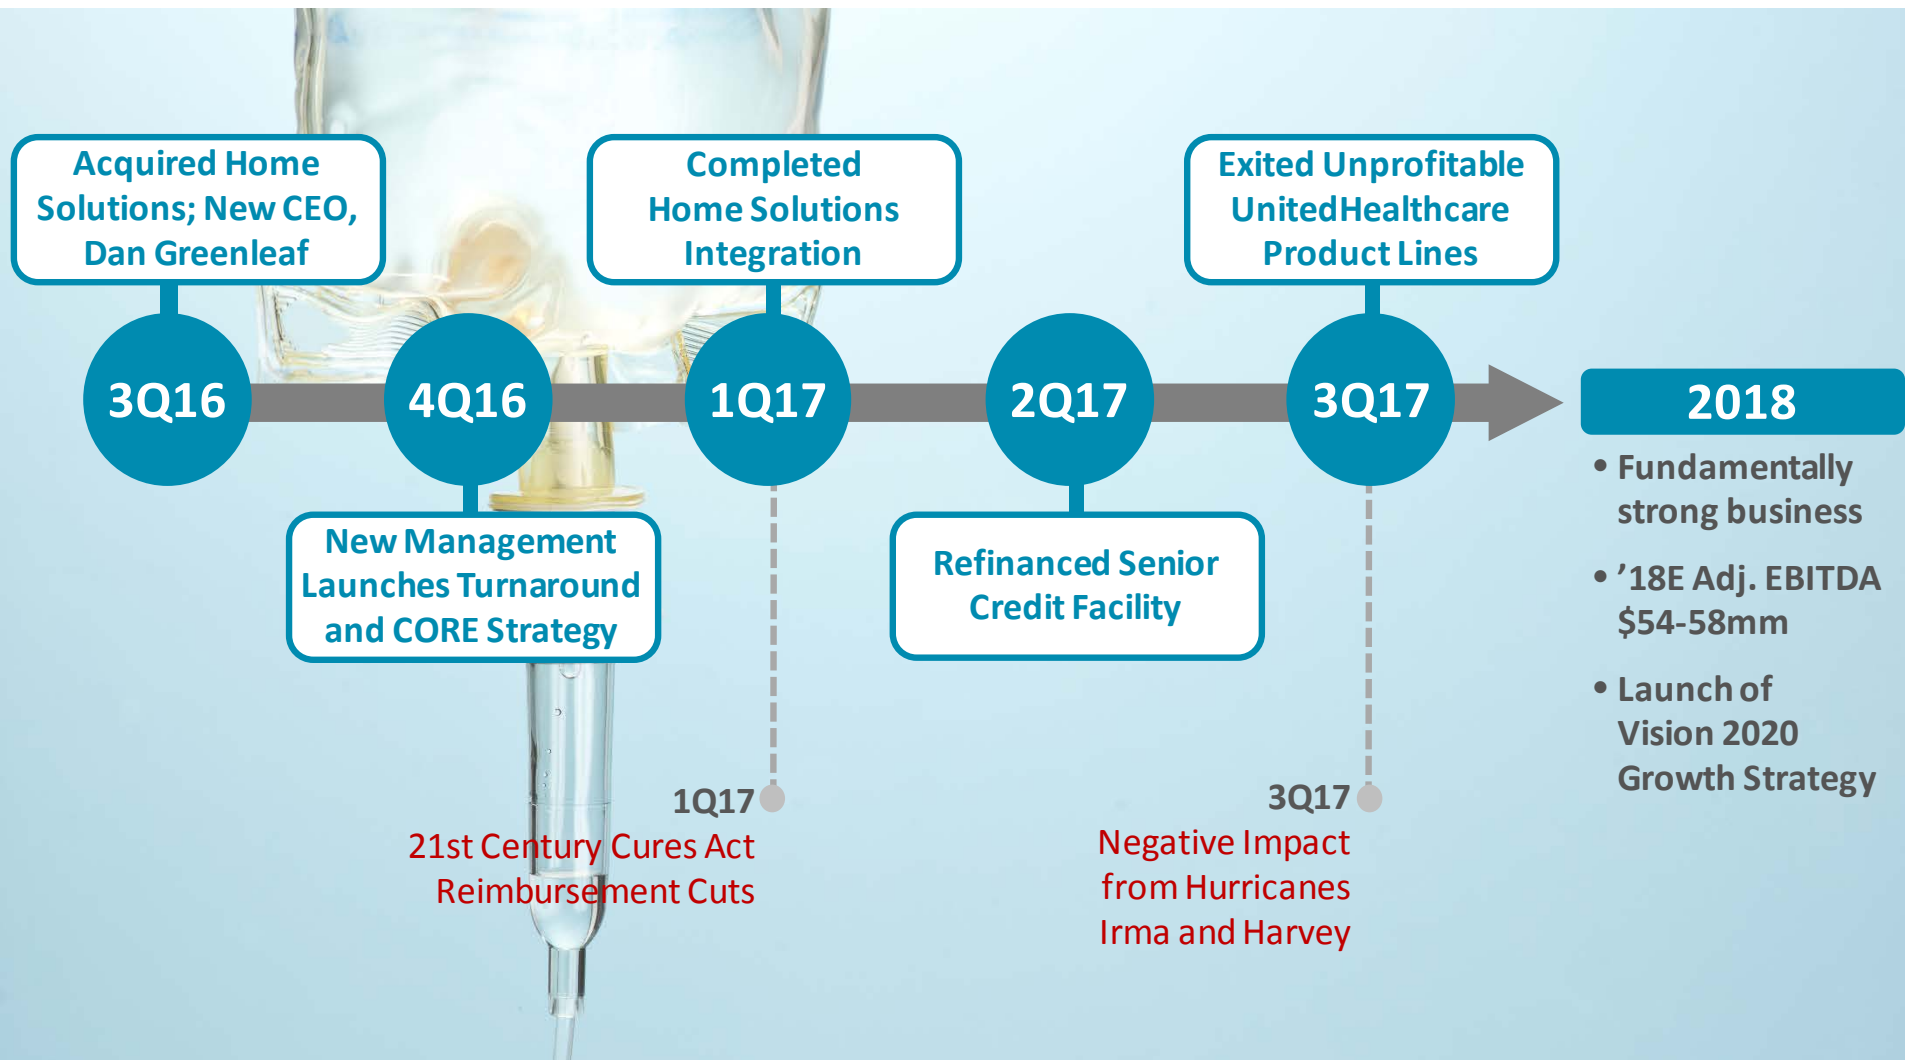 Acquired Home
Solutions; New CEO,
Dan Greenleaf
Completed
Home Solutions
Integration
Exited Unprofitable
UnitedHealthcare
Product Lines
3Q16
4Q16
1Q17
2Q17
3Q17
2018
New Management
Launches Turnaround
and CORE Strategy
Refinanced Senior
Credit Facility
• Fundamentally
strong business
• ’18E Adj. EBITDA
$54-58mm
• Launch of
Vision 2020
Growth Strategy
1Q17
21st Century Cures Act
Reimbursement Cuts
3Q17
Negative Impact
from Hurricanes
Irma and Harvey